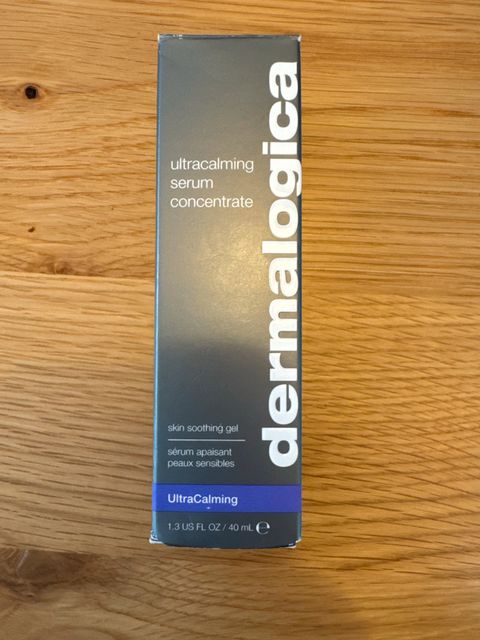 ultracalming
serum
concentrate
dermalogica
skin soothing gel
sérum apaisant
peaux sensibles
UltraCalming
1.3 US FL OZ / 40 mL ℮